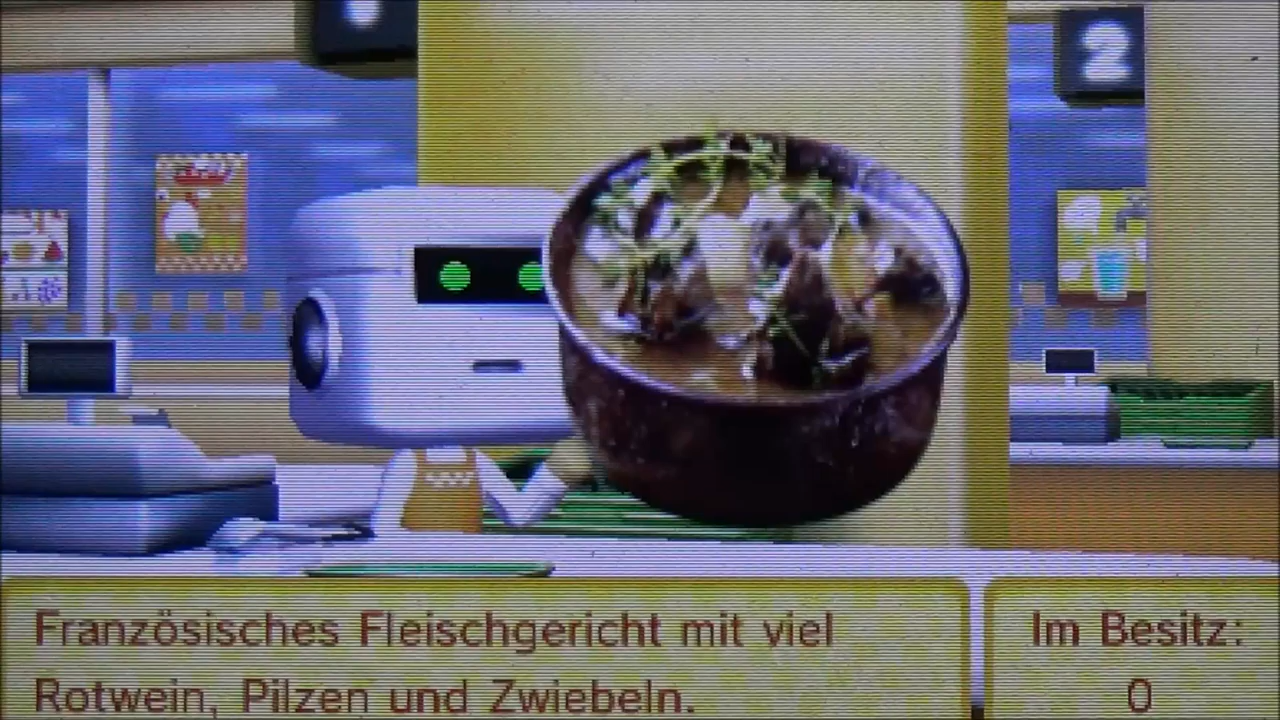 2
Französisches Fleischgericht mit viel
Rotwein, Pilzen und Zwiebeln.
Im Besitz:
0